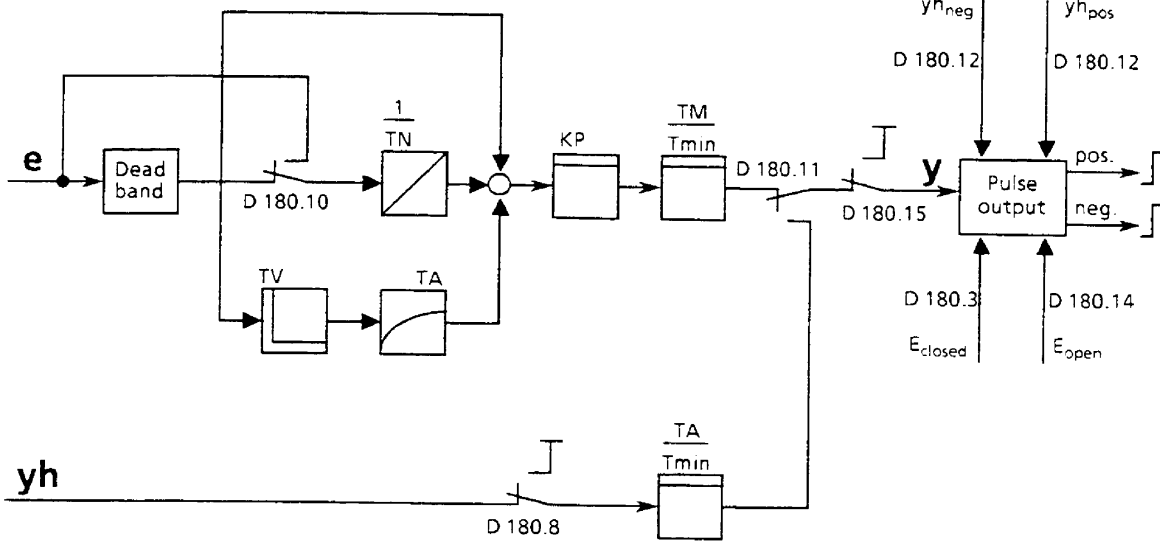 yh_neg yh_pos
D 180.12 D 180.12
1
TN
KP
TM
Tmin
D 180.11
e
Dead
band
D 180.10
y
D 180.15
Pulse
output
pos.
neg.
TV
TA
D 180.3
D 180.14
E_closed
E_open
yh
D 180.8
TA
Tmin